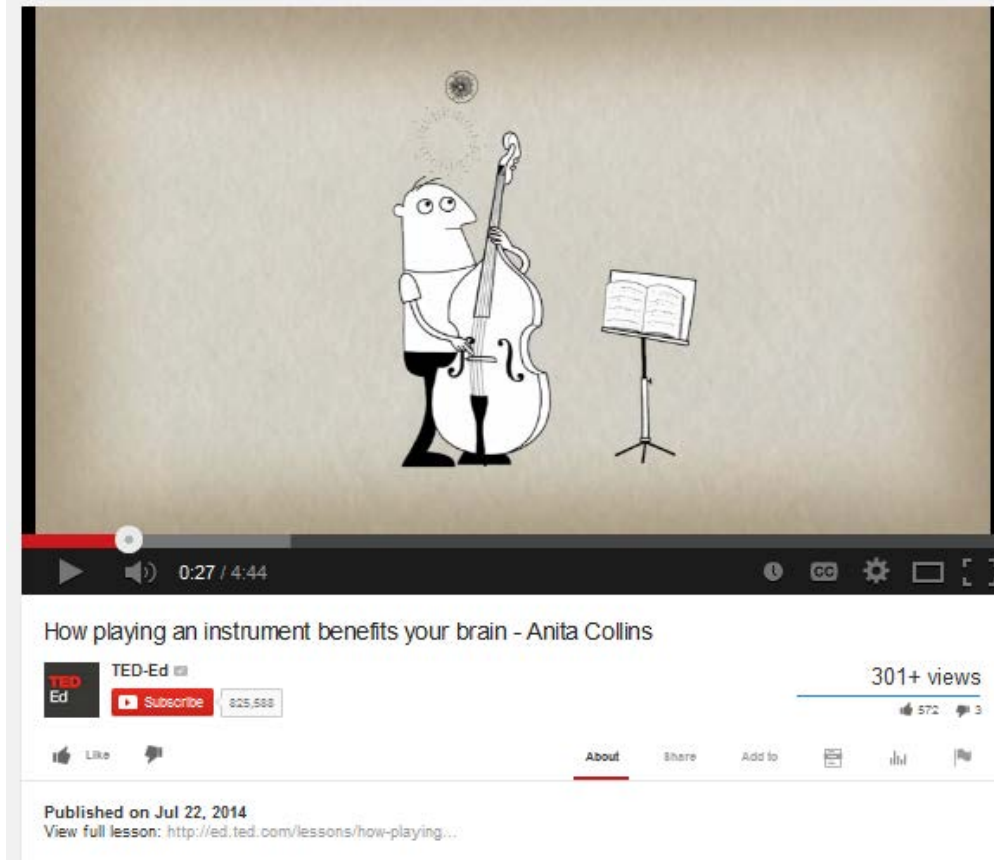 0:27 / 4:44
CC
How playing an instrument benefits your brain - Anita Collins
TED
Ed
TED-Ed
Subscribe
825,588
301+ views
572
3
Like
About
Share
Add to
Published on Jul 22, 2014
View full lesson: http://ed.ted.com/lessons/how-playing...